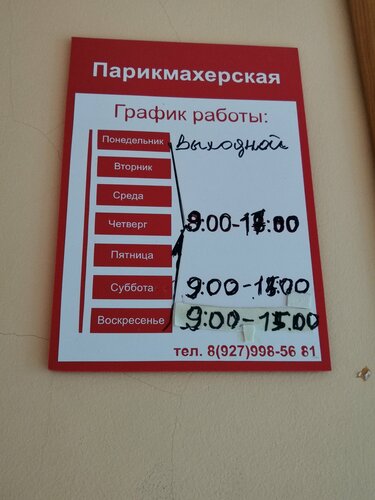 Парикмахерская
График работы:
Понедельник выходной
Вторник
Среда
Четверг 9:00-18:00
Пятница
Суббота 9:00-15:00
Воскресенье 9:00-15:00
тел. 8(927)998-56 81